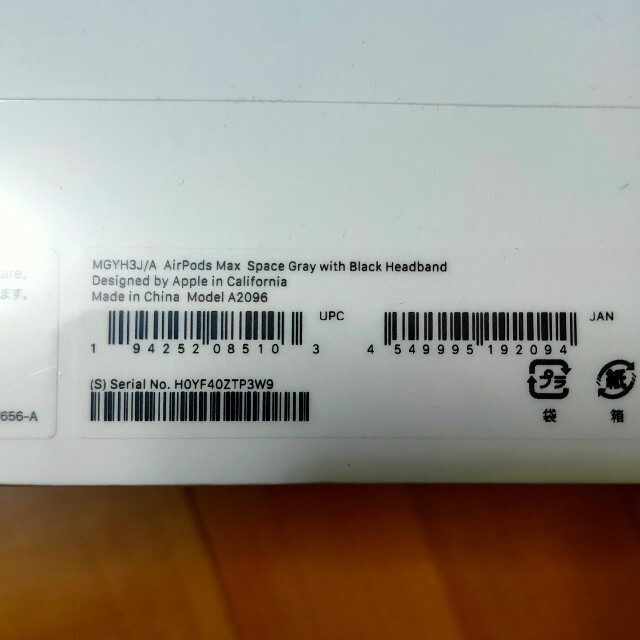 are.
ます。
656-A
MGYH3J/A AirPods Max Space Gray with Black Headband
Designed by Apple in California
Made in China Model A2096
UPC
1 94252 08510 3
JAN
4 549995 192094
(S) Serial No. H0YF40ZTP3W9
プラ
袋
紙
箱